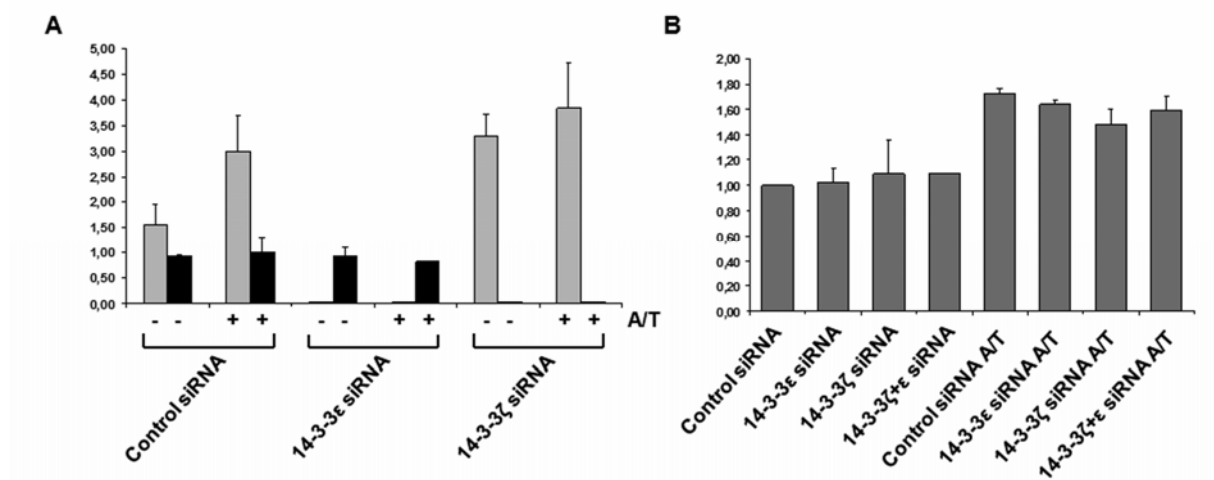 A
5,00
4,50
4,00
3,50
3,00
2,50
2,00
1,50
1,00
0,50
0,00
- - + + - - + + - - + + A/T
Control siRNA
14-3-3ε siRNA
14-3-3ζ siRNA
B
2,00
1,80
1,60
1,40
1,20
1,00
0,80
0,60
0,40
0,20
0,00
Control siRNA
14-3-3ε siRNA
14-3-3ζ siRNA
14-3-3ζ+ε siRNA
Control siRNA A/T
14-3-3ε siRNA A/T
14-3-3ζ siRNA A/T
14-3-3ζ+ε siRNA A/T